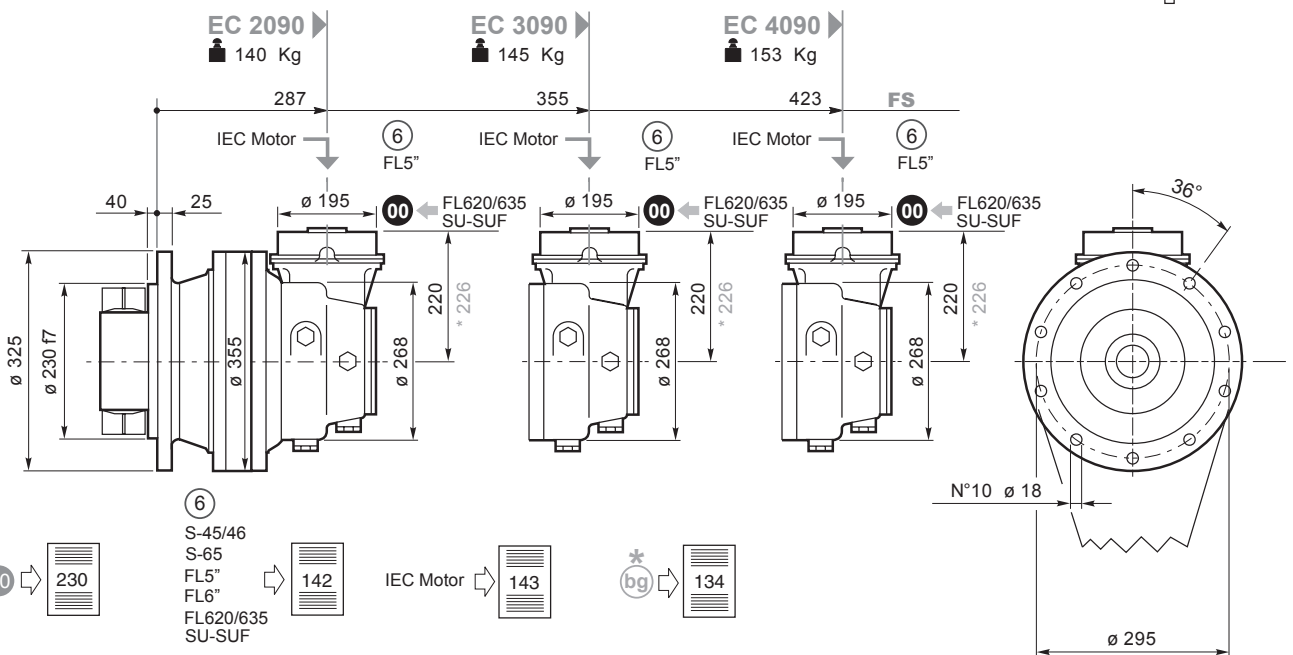 EC 2090 EC 3090 EC 4090
140 Kg 145 Kg 153 Kg
287 355 423 FS
IEC Motor 6 IEC Motor 6 IEC Motor 6
FL5” FL5” FL5”
40 25 ø 195 00 FL620/635 ø 195 00 FL620/635 ø 195 00 FL620/635 36°
SU-SUF SU-SUF SU-SUF
ø 325
ø 230 f7
ø 355
ø 268
220
* 226
ø 268
220
* 226
ø 268
220
* 226
N°10 ø 18
6
S-45/46
S-65
FL5”
FL6”
FL620/635
SU-SUF
230
142
IEC Motor 143
*
bg 134
ø 295